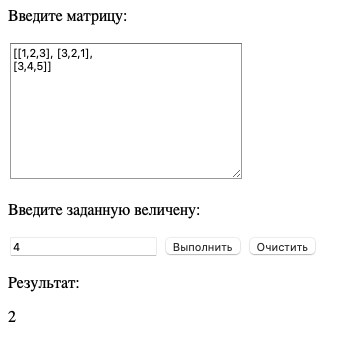 Введите матрицу:
[[1,2,3], [3,2,1],
[3,4,5]]
Введите заданную величену:
4 Выполнить Очистить
Результат:
2